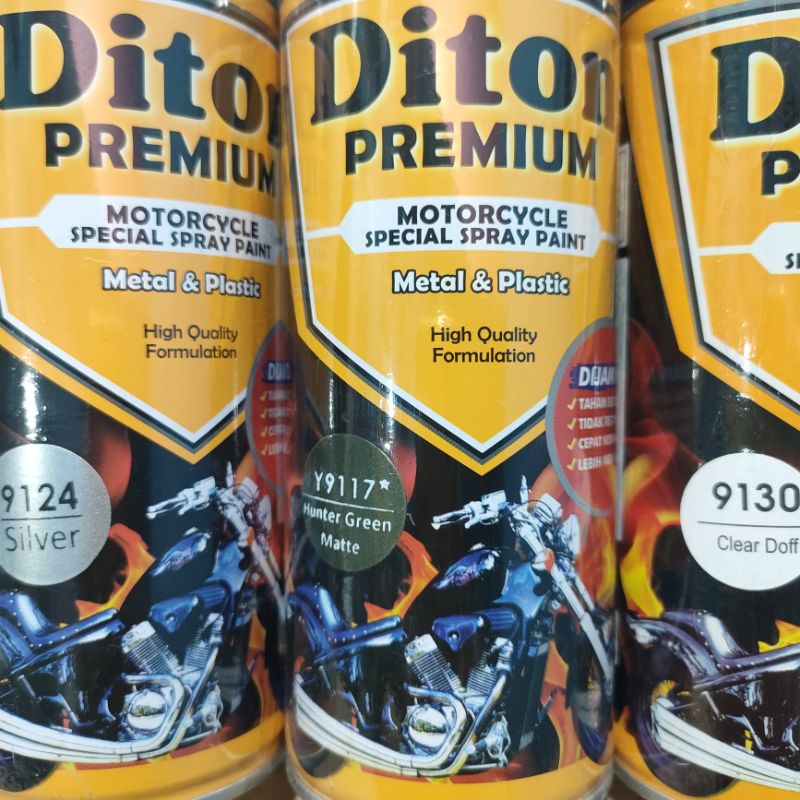 Diton
PREMIUM
MOTORCYCLE
SPECIAL SPRAY PAINT
Metal & Plastic
High Quality
Formulation
9124
Silver
Diton
PREMIUM
MOTORCYCLE
SPECIAL SPRAY PAINT
Metal & Plastic
High Quality
Formulation
TAHAN
TIDAK
CEPAT
LEBIH
Y9117*
Hunter Green
Matte
9130
Clear Doff